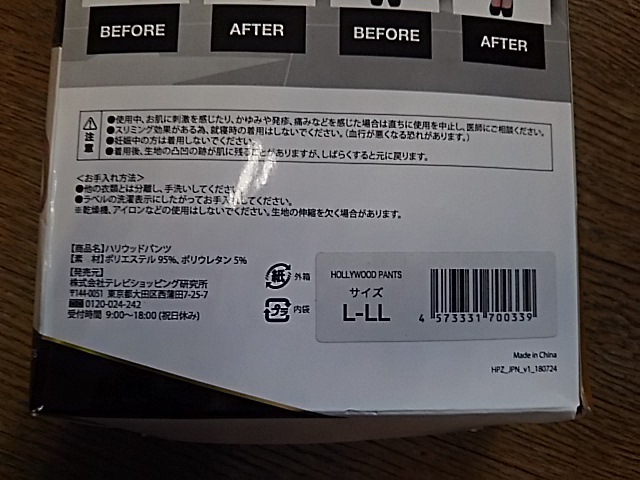 BEFORE
AFTER
BEFORE
AFTER
注意
●使用中、お肌に刺激を感じたり、かゆみや発疹、痛みなどを感じた場合は直ちに使用を中止し、医師にご相談ください。
●スリミング効果がある為、就寝時の着用はしないでください。(血行が悪くなる恐れがあります。)
●妊娠中の方は着用しないでください。
●着用後、生地の凸凹の跡が肌に残ることがありますが、しばらくすると元に戻ります。
<お手入れ方法>
●他の衣類とは分離し、手洗いしてください。
●ラベルの洗濯表示にしたがってお手入れしてください。
※乾燥機、アイロンなどの使用はしないでください。生地の伸縮を欠く場合があります。
【商品名】ハリウッドパンツ
【素 材】ポリエステル 95%、ポリウレタン 5%
【発売元】
株式会社テレビショッピング研究所
〒144-0051 東京都大田区西蒲田7-25-7
0120-024-242
受付時間 9:00~18:00 (祝日休み)
紙 外箱
プラ 内袋
HOLLYWOOD PANTS
サイズ
L-LL
4 573331 700339
Made in China
HPZ_JPN_v1_180724